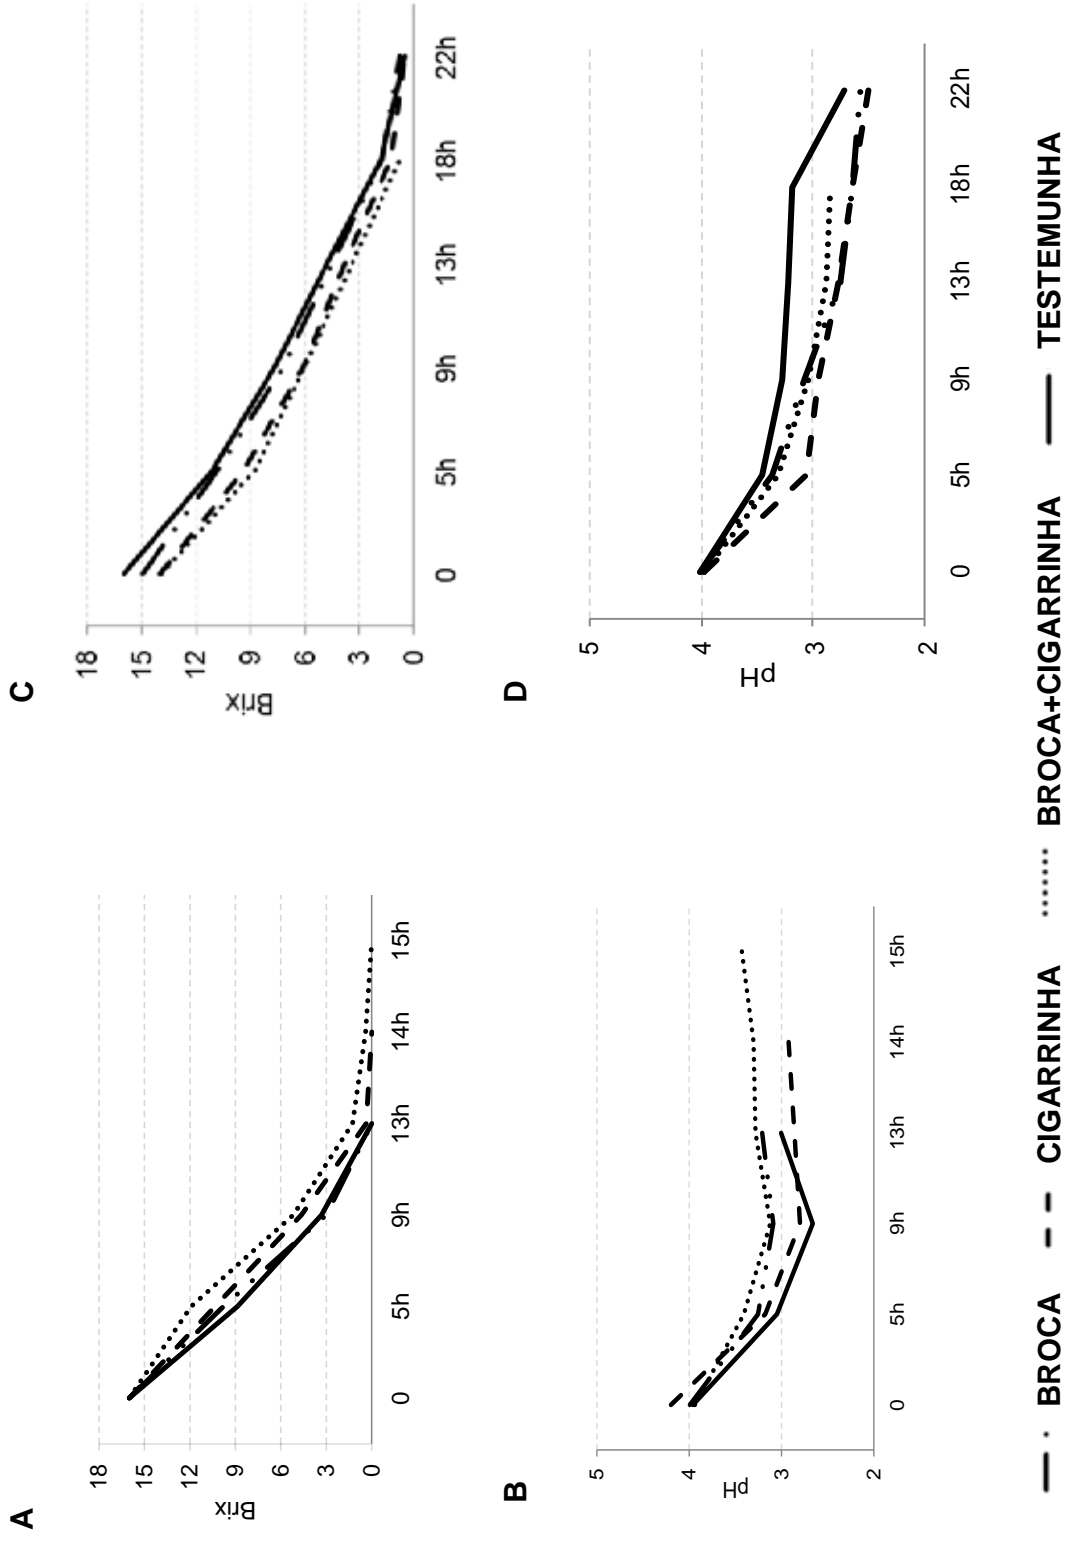 A
Brix
18
15
12
9
6
3
0
0 5h 9h 13h 14h 15h
C
Brix
18
15
12
9
6
3
0
0 5h 9h 13h 18h 22h
B
pH
5
4
3
2
0 5h 9h 13h 14h 15h
D
pH
5
4
3
2
0 5h 9h 13h 18h 22h
BROCA CIGARRINHA BROCA+CIGARRINHA TESTEMUNHA